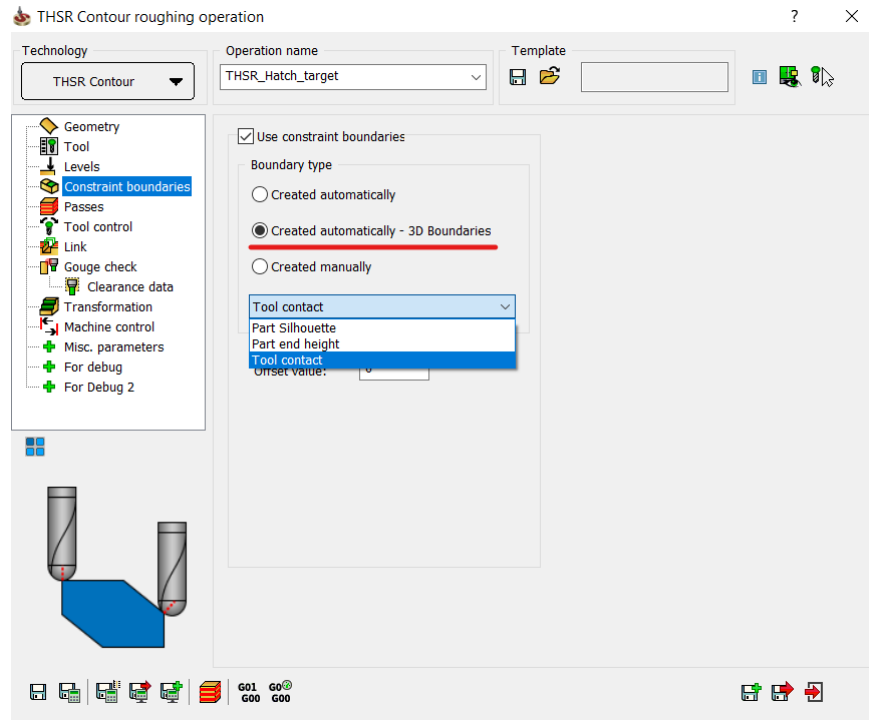 THSR Contour roughing operation
?
Technology
THSR Contour
Operation name
THSR_Hatch_target
Template
Geometry
Tool
Levels
Constraint boundaries
Passes
Tool control
Link
Gouge check
Clearance data
Transformation
Machine control
Misc. parameters
For debug
For Debug 2
Use constraint boundaries
Boundary type
Created automatically
Created automatically - 3D Boundaries
Created manually
Tool contact
Part Silhouette
Part end height
Tool contact
Offset value:
G01 G0
G00 G00